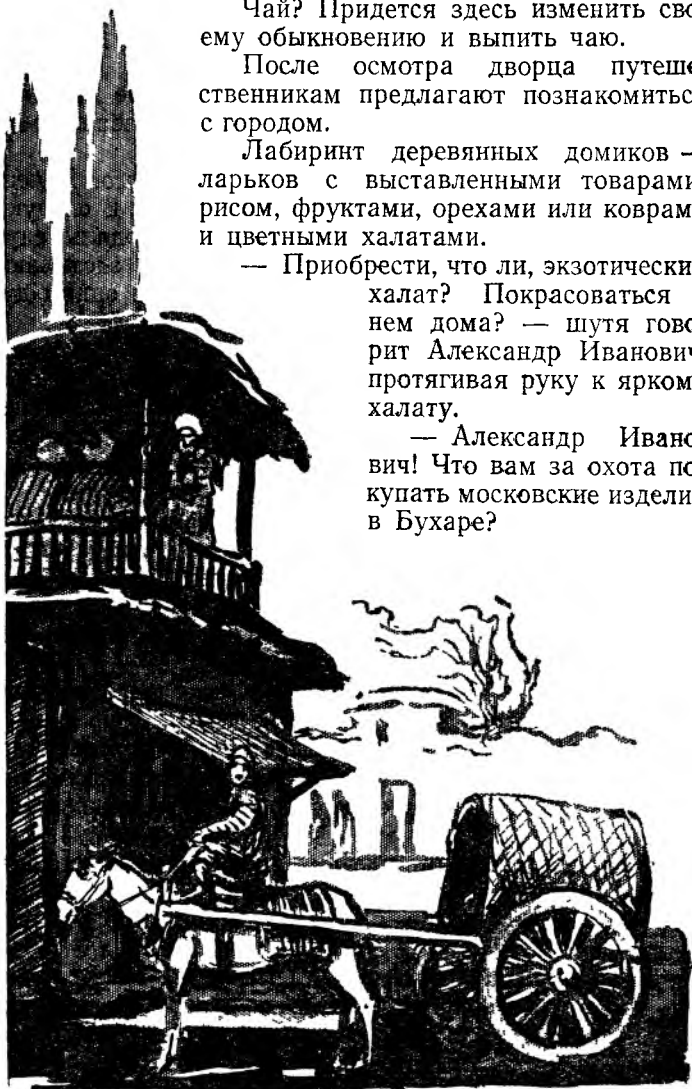 Чай? Придется здесь изменить сво
ему обыкновению и выпить чаю.
После осмотра дворца путеше
ственникам предлагают познакомитьс
с городом.
Лабиринт деревянных домиков —
ларьков с выставленными товарами
рисом, фруктами, орехами или коврам
и цветными халатами.
— Приобрести, что ли, экзотически
халат? Покрасоваться
нем дома? — шутя гово
рит Александр Иванович
протягивая руку к ярком
халату.
— Александр Ивано
вич! Что вам за охота по
купать московские издели
в Бухаре?